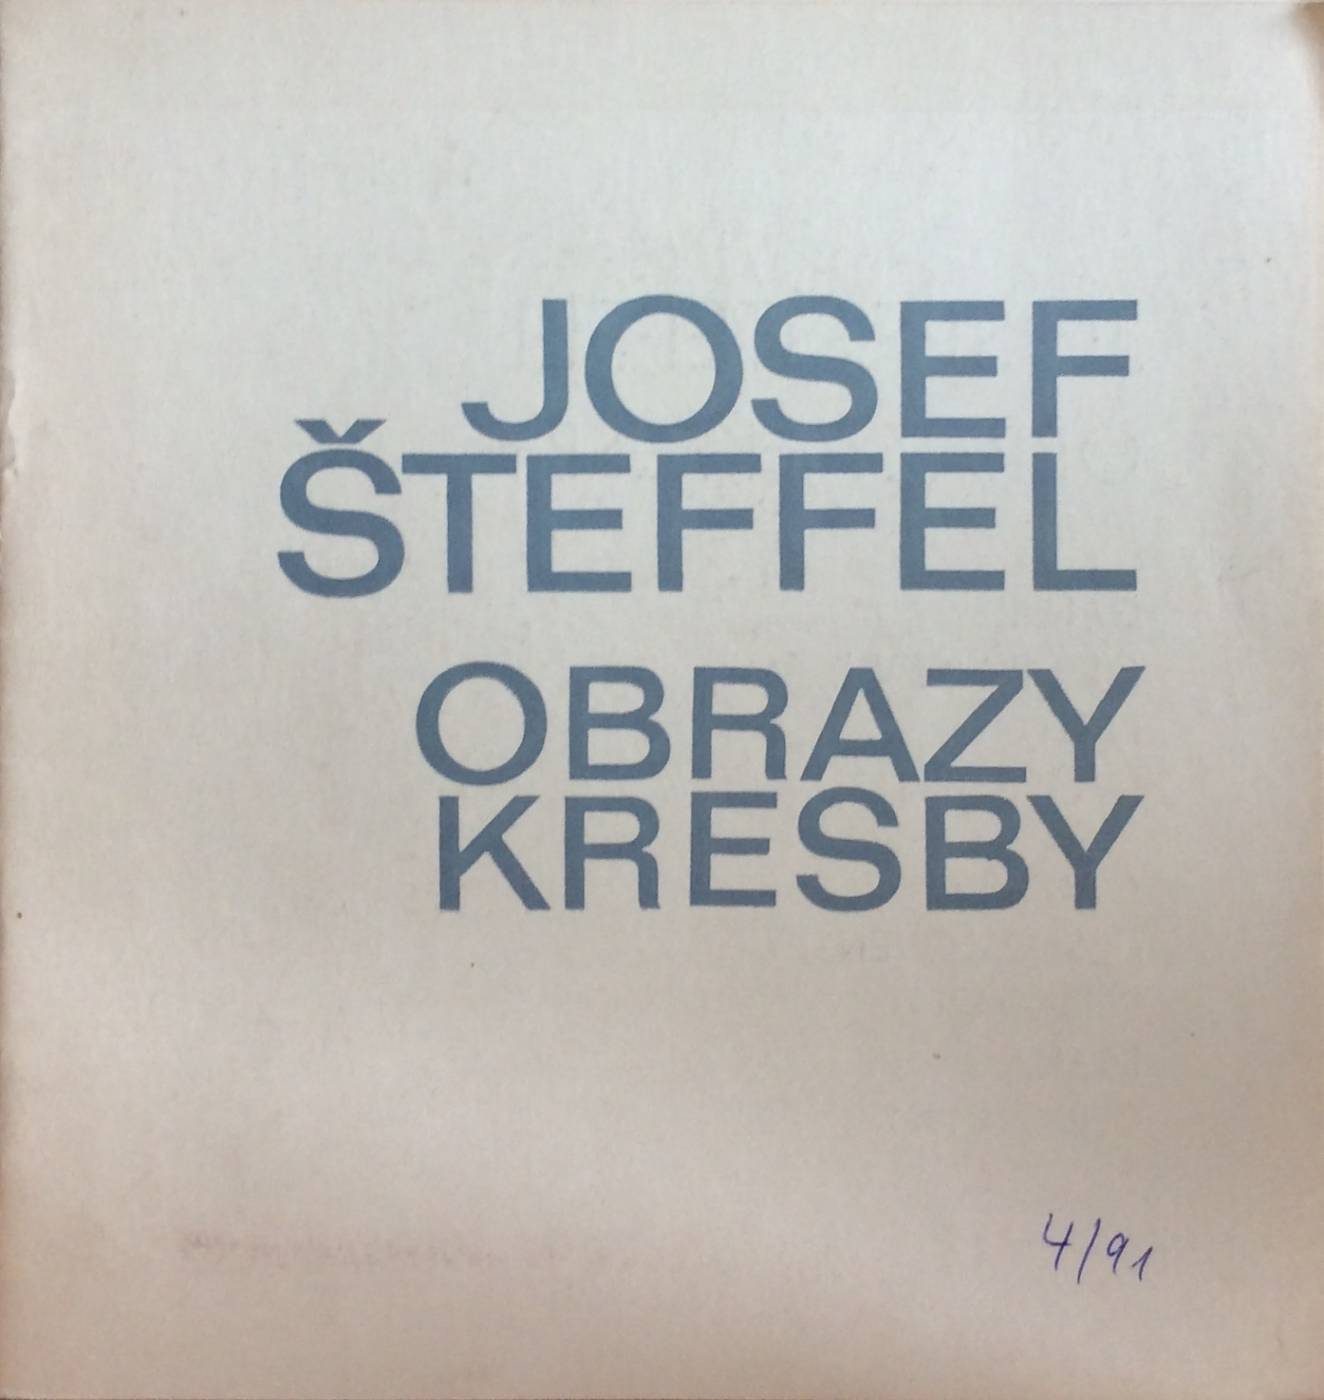 JOSEF
ŠTEFFEL
OBRAZY
KRESBY
4/91